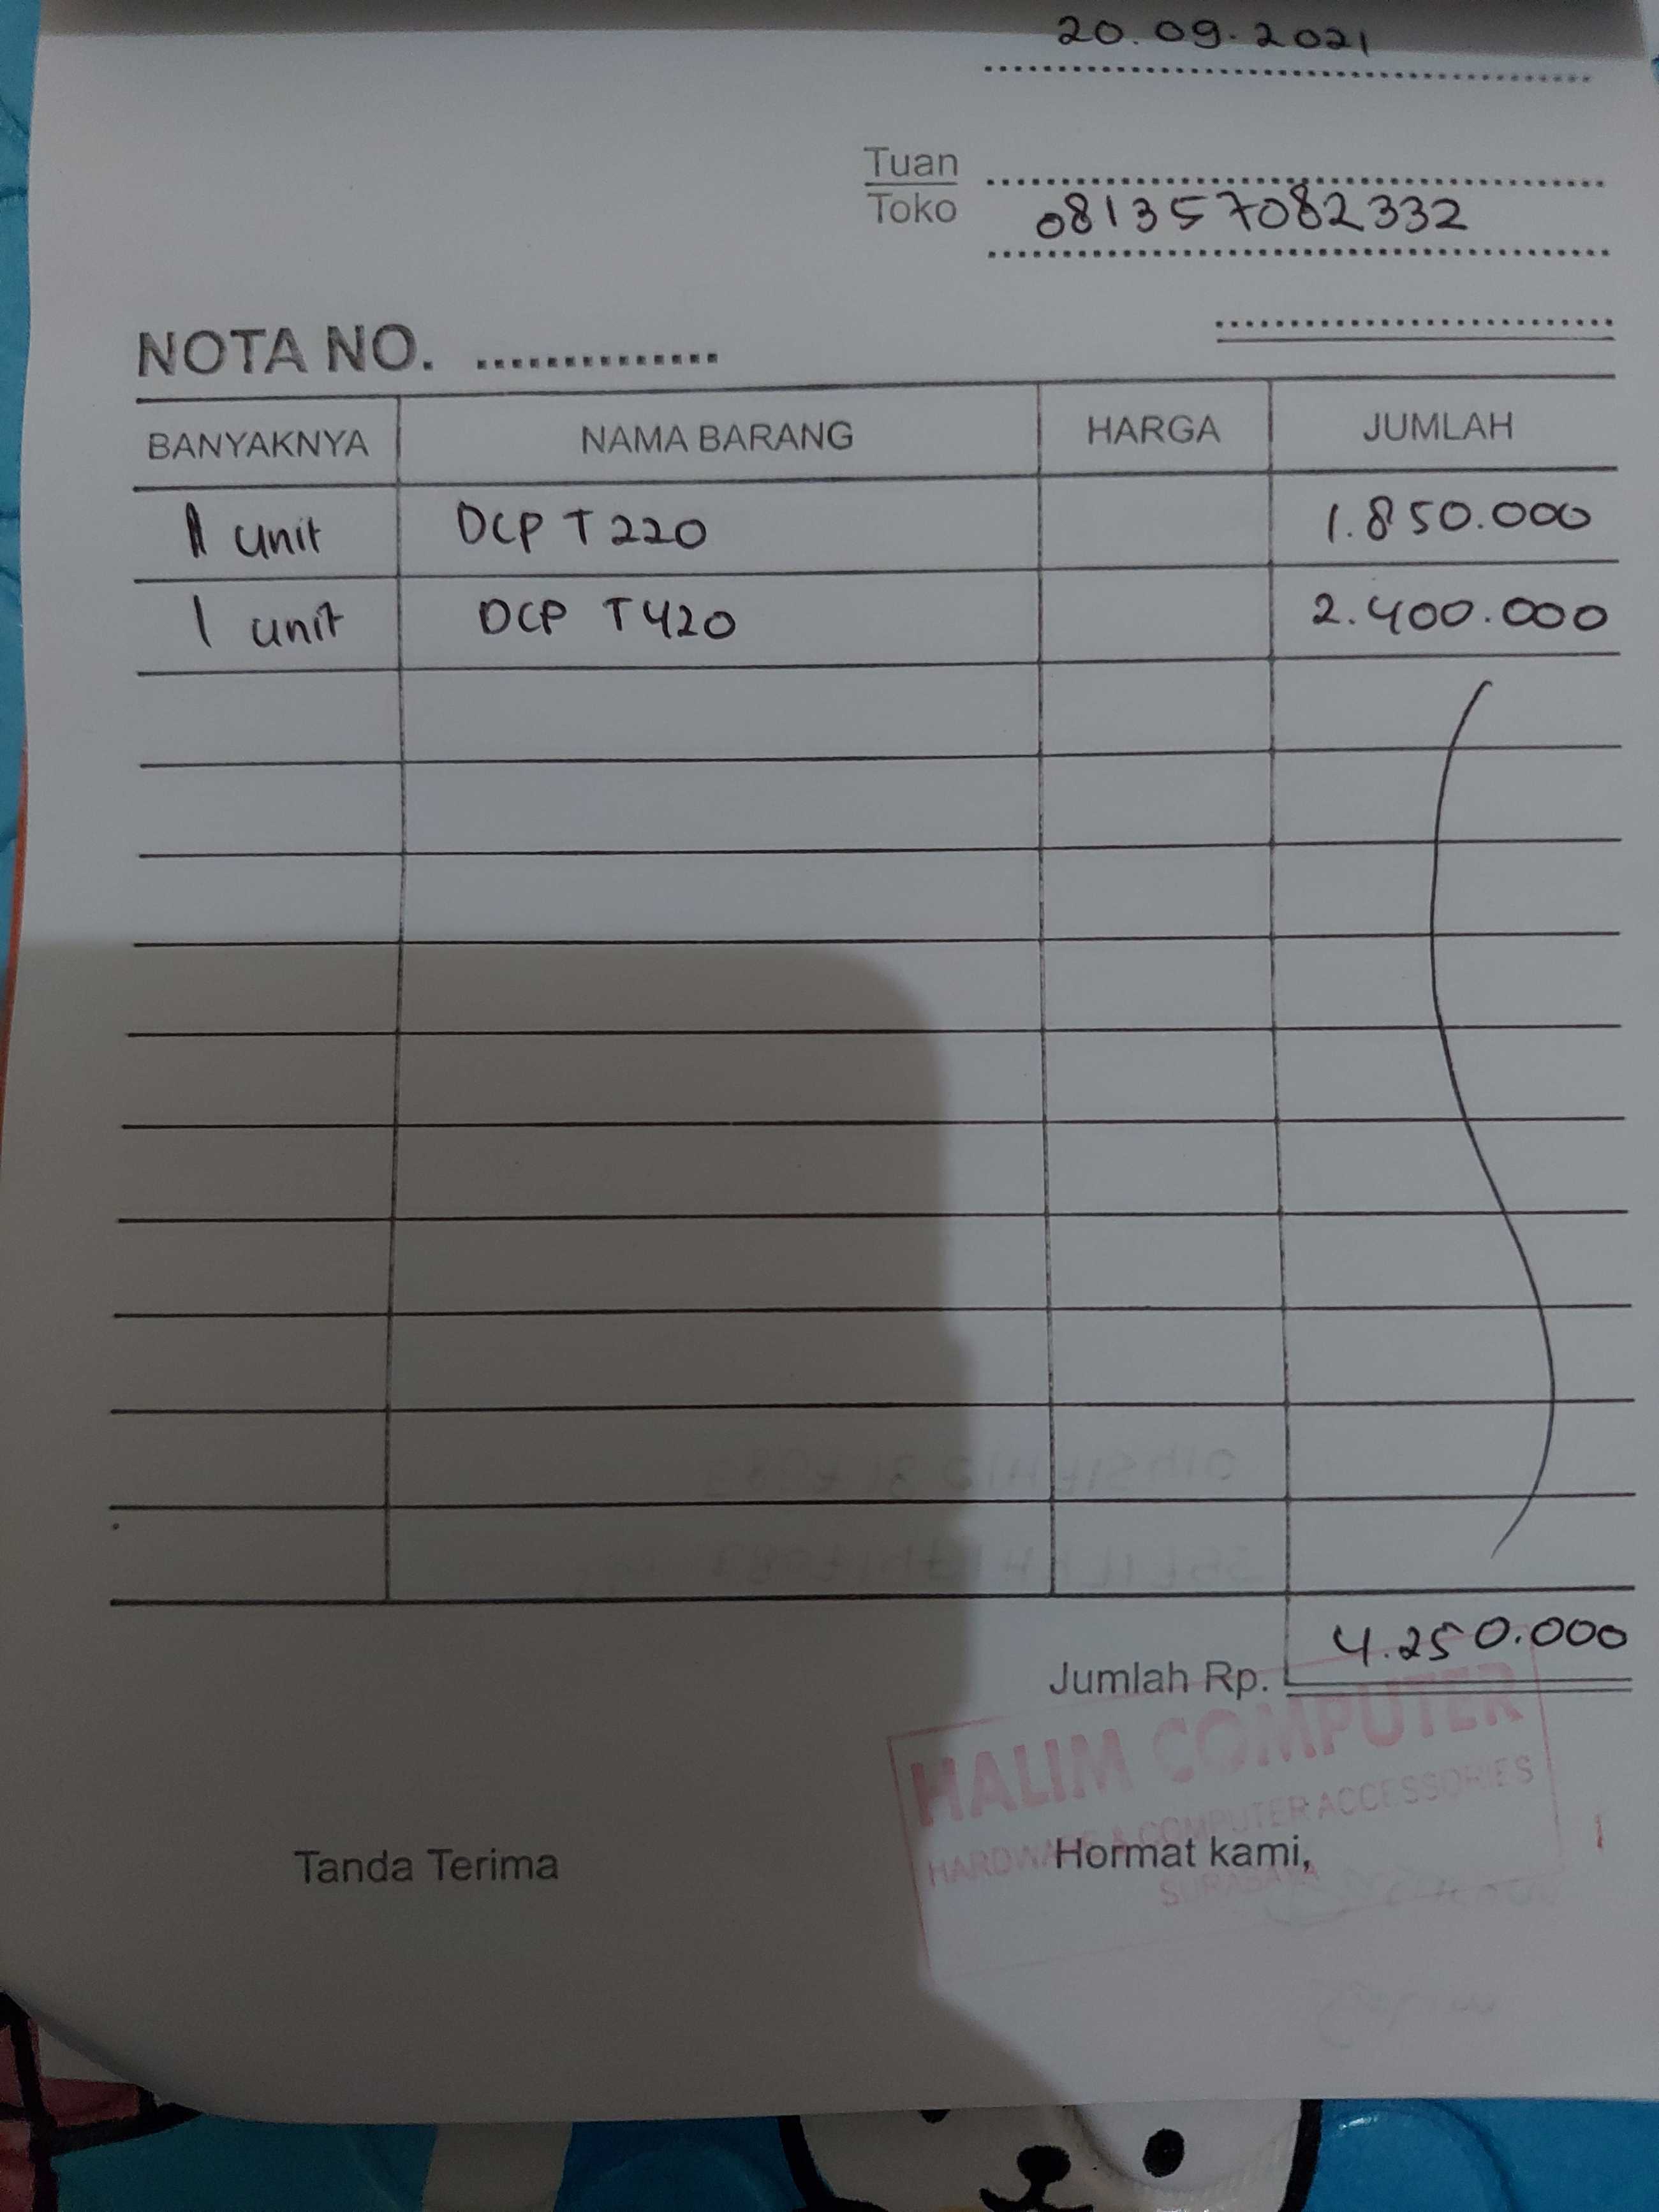 20.09.2021
Tuan
Toko
081357082332
NOTA NO.
BANYAKNYA NAMA BARANG HARGA JUMLAH
1 unit DCP T220 1.850.000
1 unit DCP T420 2.400.000
Jumlah Rp. 4.250.000
HALIM COMPUTER
HARDWARE & COMPUTER ACCESSORIES
SURABAYA
Tanda Terima Hormat kami,